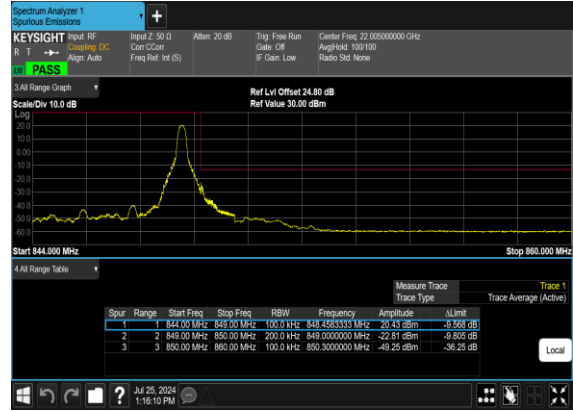 Spectrum Analyzer 1
Spurious Emissions
KEYSIGHT Input: RF Input Z: 50 Ω Atten: 20 dB Trig: Free Run Center Freq: 22.005000000 GHz
R T Coupling: DC Corr CCorr Gate: Off Avg|Hold: 100/100
Align: Auto Freq Ref: Int (S) IF Gain: Low Radio Std: None
PASS
3 All Range Graph
Ref Lvl Offset 24.80 dB
Scale/Div 10.0 dB Ref Value 30.00 dBm
Log
20.0
10.0
0.00
-10.0
-20.0
-30.0
-40.0
-50.0
-60.0
Start 844.000 MHz Stop 860.000 MHz
4 All Range Table
Measure Trace Trace 1
Trace Type Trace Average (Active)
Spur Range Start Freq Stop Freq RBW Frequency Amplitude ΔLimit
1 1 844.00 MHz 849.00 MHz 100.0 kHz 848.4583333 MHz 20.43 dBm -9.568 dB
2 2 849.00 MHz 850.00 MHz 200.0 kHz 849.0000000 MHz -22.81 dBm -9.805 dB
3 3 850.00 MHz 860.00 MHz 100.0 kHz 850.3000000 MHz -49.25 dBm -36.25 dB
Local
? Jul 25, 2024
1:16:10 PM